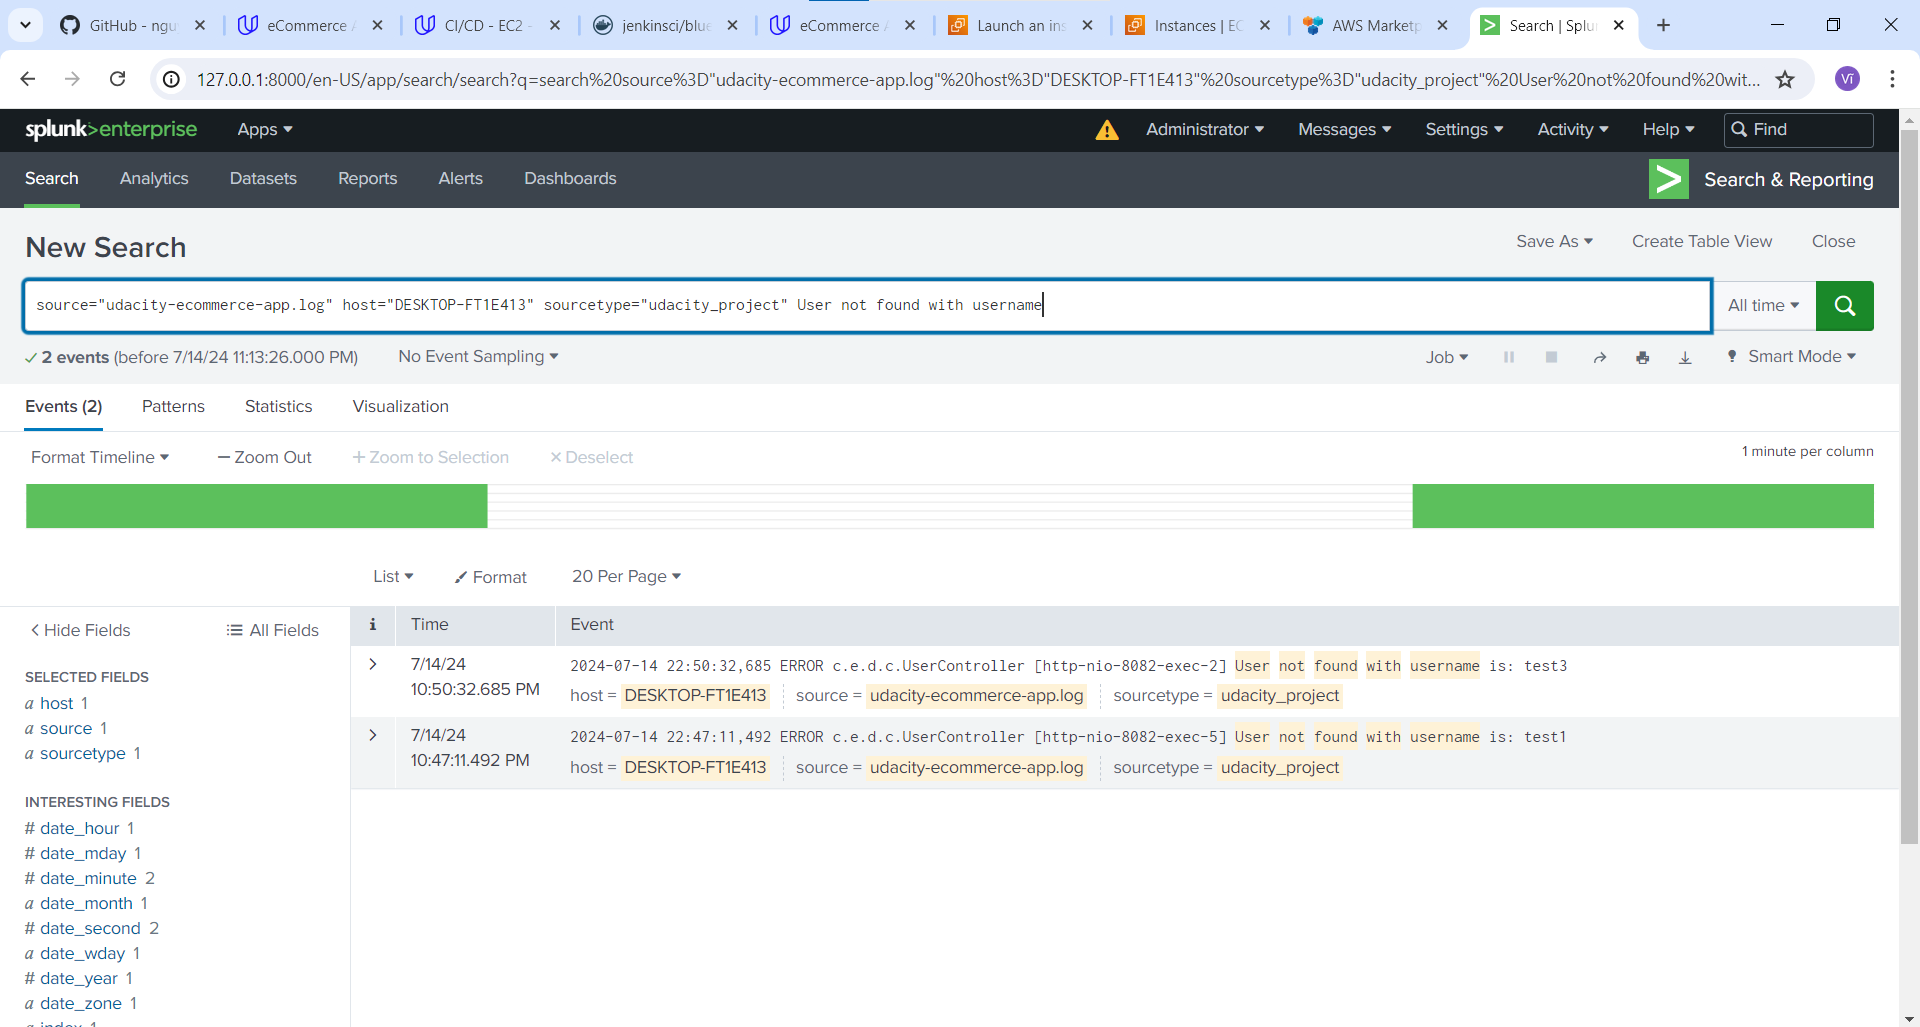 GitHub - ngu
eCommerce A
CI/CD - EC2 -
jenkinsci/blue
eCommerce A
Launch an ins
Instances | EC
AWS Marketp
Search | Splu
127.0.0.1:8000/en-US/app/search/search?q=search%20source%3D"udacity-ecommerce-app.log"%20host%3D"DESKTOP-FT1E413"%20sourcetype%3D"udacity_project"%20User%20not%20found%20wit...
Vĩ
splunk>enterprise
Apps
Administrator
Messages
Settings
Activity
Help
Find
Search
Analytics
Datasets
Reports
Alerts
Dashboards
Search & Reporting
New Search
Save As
Create Table View
Close
source="udacity-ecommerce-app.log" host="DESKTOP-FT1E413" sourcetype="udacity_project" User not found with username
All time
2 events (before 7/14/24 11:13:26.000 PM)
No Event Sampling
Job
Smart Mode
Events (2)
Patterns
Statistics
Visualization
Format Timeline
Zoom Out
Zoom to Selection
Deselect
1 minute per column
List
Format
20 Per Page
Hide Fields
All Fields
SELECTED FIELDS
a host 1
a source 1
a sourcetype 1
INTERESTING FIELDS
# date_hour 1
# date_mday 1
# date_minute 2
a date_month 1
# date_second 2
a date_wday 1
# date_year 1
a date_zone 1
a index 1
i
Time
Event
7/14/24
10:50:32.685 PM
2024-07-14 22:50:32,685 ERROR c.e.d.c.UserController [http-nio-8082-exec-2] User not found with username is: test3
host = DESKTOP-FT1E413
source = udacity-ecommerce-app.log
sourcetype = udacity_project
7/14/24
10:47:11.492 PM
2024-07-14 22:47:11,492 ERROR c.e.d.c.UserController [http-nio-8082-exec-5] User not found with username is: test1
host = DESKTOP-FT1E413
source = udacity-ecommerce-app.log
sourcetype = udacity_project